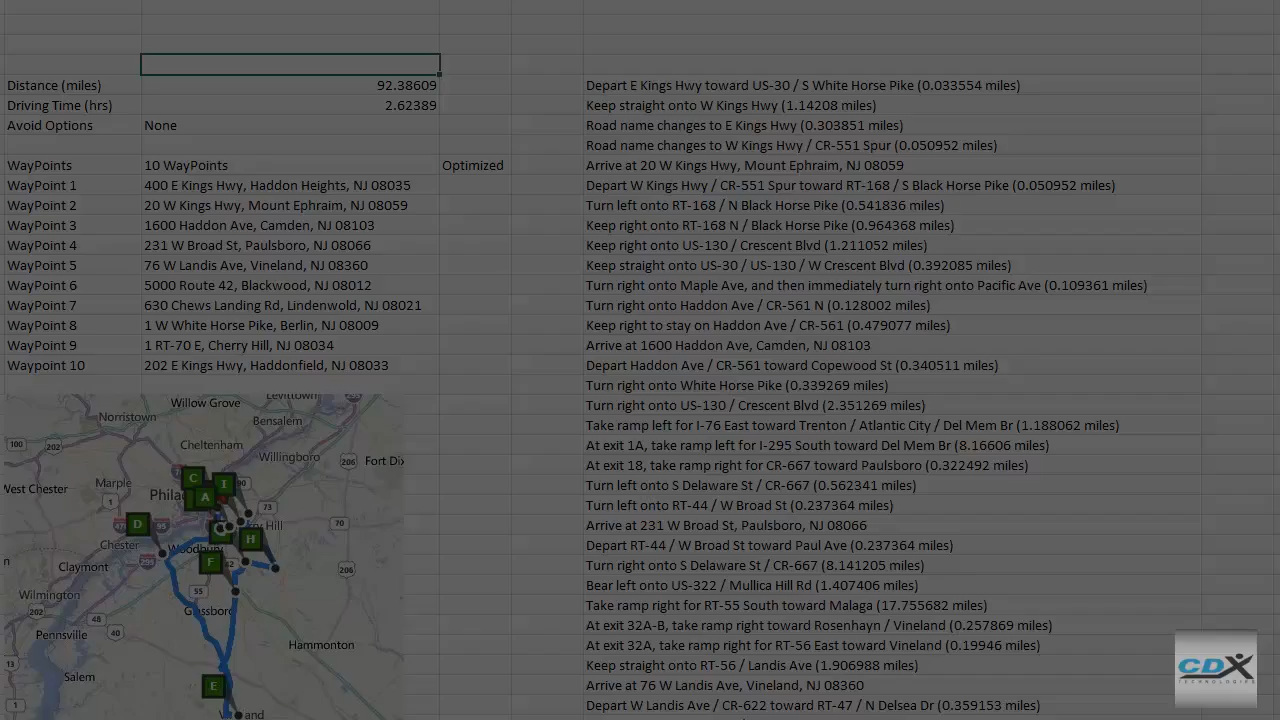 Distance (miles) 92.38609
Driving Time (hrs) 2.62389
Avoid Options None
WayPoints 10 WayPoints Optimized
WayPoint 1 400 E Kings Hwy, Haddon Heights, NJ 08035
WayPoint 2 20 W Kings Hwy, Mount Ephraim, NJ 08059
WayPoint 3 1600 Haddon Ave, Camden, NJ 08103
WayPoint 4 231 W Broad St, Paulsboro, NJ 08066
WayPoint 5 76 W Landis Ave, Vineland, NJ 08360
WayPoint 6 5000 Route 42, Blackwood, NJ 08012
WayPoint 7 630 Chews Landing Rd, Lindenwold, NJ 08021
WayPoint 8 1 W White Horse Pike, Berlin, NJ 08009
WayPoint 9 1 RT-70 E, Cherry Hill, NJ 08034
Waypoint 10 202 E Kings Hwy, Haddonfield, NJ 08033
Depart E Kings Hwy toward US-30 / S White Horse Pike (0.033554 miles)
Keep straight onto W Kings Hwy (1.14208 miles)
Road name changes to E Kings Hwy (0.303851 miles)
Road name changes to W Kings Hwy / CR-551 Spur (0.050952 miles)
Arrive at 20 W Kings Hwy, Mount Ephraim, NJ 08059
Depart W Kings Hwy / CR-551 Spur toward RT-168 / S Black Horse Pike (0.050952 miles)
Turn left onto RT-168 / N Black Horse Pike (0.541836 miles)
Keep right onto RT-168 N / Black Horse Pike (0.964368 miles)
Keep right onto US-130 / Crescent Blvd (1.211052 miles)
Keep straight onto US-30 / US-130 / W Crescent Blvd (0.392085 miles)
Turn right onto Maple Ave, and then immediately turn right onto Pacific Ave (0.109361 miles)
Turn right onto Haddon Ave / CR-561 N (0.128002 miles)
Keep right to stay on Haddon Ave / CR-561 (0.479077 miles)
Arrive at 1600 Haddon Ave, Camden, NJ 08103
Depart Haddon Ave / CR-561 toward Copewood St (0.340511 miles)
Turn right onto White Horse Pike (0.339269 miles)
Turn right onto US-130 / Crescent Blvd (2.351269 miles)
Take ramp left for I-76 East toward Trenton / Atlantic City / Del Mem Br (1.188062 miles)
At exit 1A, take ramp left for I-295 South toward Del Mem Br (8.16606 miles)
At exit 18, take ramp right for CR-667 toward Paulsboro (0.322492 miles)
Turn left onto S Delaware St / CR-667 (0.562341 miles)
Turn left onto RT-44 / W Broad St (0.237364 miles)
Arrive at 231 W Broad St, Paulsboro, NJ 08066
Depart RT-44 / W Broad St toward Paul Ave (0.237364 miles)
Turn right onto S Delaware St / CR-667 (8.141205 miles)
Bear left onto US-322 / Mullica Hill Rd (1.407406 miles)
Take ramp right for RT-55 South toward Malaga (17.755682 miles)
At exit 32A-B, take ramp right toward Rosenhayn / Vineland (0.257869 miles)
At exit 32A, take ramp right for RT-56 East toward Vineland (0.19946 miles)
Keep straight onto RT-56 / Landis Ave (1.906988 miles)
Arrive at 76 W Landis Ave, Vineland, NJ 08360
Depart W Landis Ave / CR-622 toward RT-47 / N Delsea Dr (0.359153 miles)
Willow Grove
Levittown
Norristown
Bensalem
100 202
Cheltenham
Willingboro
206 Fort Dix
West Chester
Marple
C I 90
1
Phila A
73
D 95
Hill 70
Chester
H
Woodbury
F 42
Claymont
295
206
55
Wilmington
202
Glassboro
48
40
Pennsville
Hammonton
13
Salem
E
1
land
CDX
TECHNOLOGIES